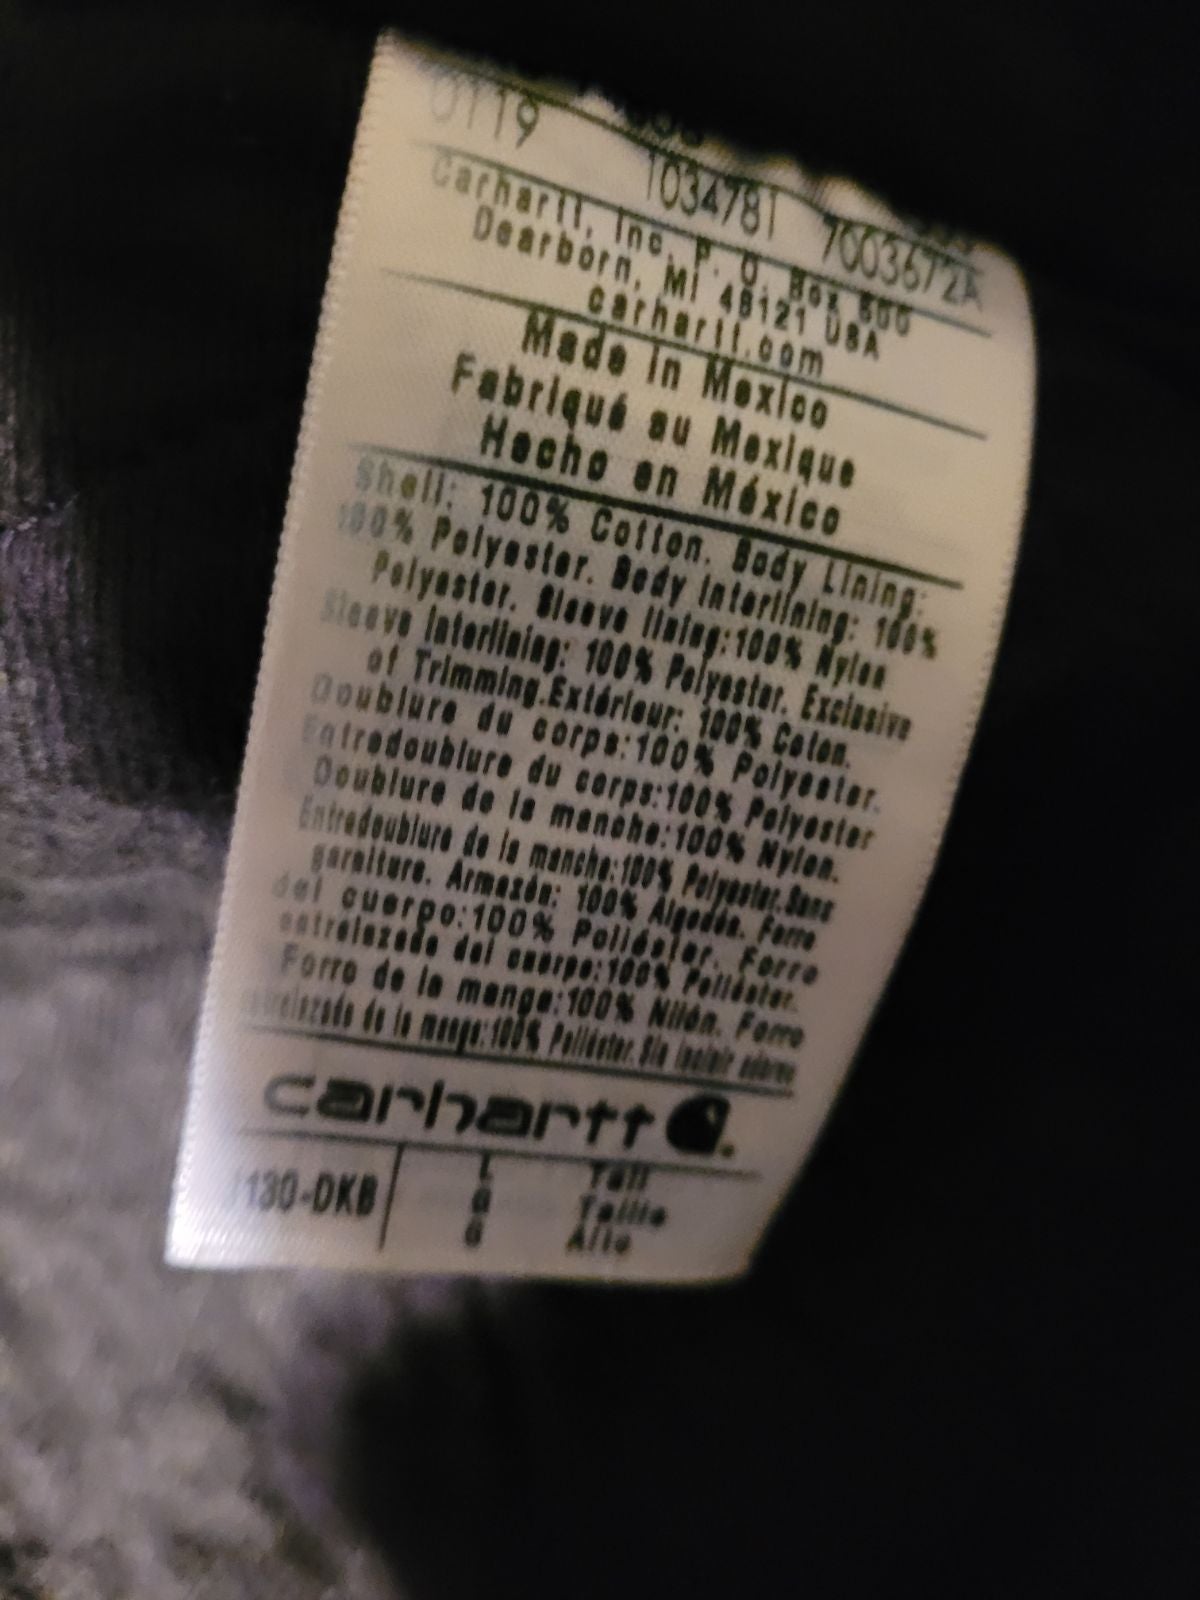 0119
1034781 7003672A
Carhartt, Inc. P. O. Box 600
Dearborn, MI 48121 USA
carhartt.com
Made in Mexico
Fabriqué au Mexique
Hecho en México
Shell: 100% Cotton. Body Lining:
100% Polyester. Body Interlining: 100%
Polyester. Sleeve lining:100% Nylon
Sleeve Interlining: 100% Polyester. Exclusive
of Trimming.Extérieur: 100% Coton.
Doublure du corps:100% Polyester.
Entredoublure du corps:100% Polyester
Doublure de la manche:100% Nylon.
Entredoublure de la manche:100% Polyester.Sans
garniture. Armazón: 100% Algodón. Forro
del cuerpo:100% Poliéster. Forro
entrelazado del cuerpo:100% Poliéster.
Forro de la manga:100% Nilón. Forro
entrelazado de la manga:100% Poliéster.Sin incluir
carhartt
J130-DKB
L Tall
G Taille
G Alto